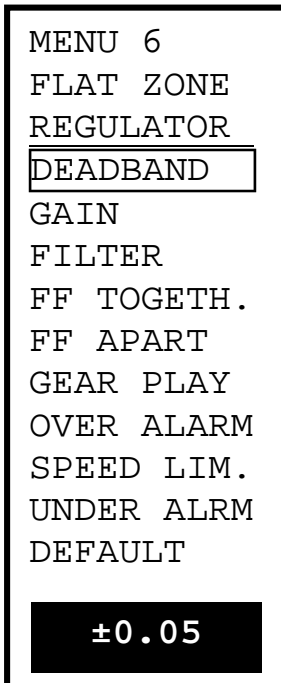 MENU 6
FLAT ZONE
REGULATOR
DEADBAND
GAIN
FILTER
FF TOGETH.
FF APART
GEAR PLAY
OVER ALARM
SPEED LIM.
UNDER ALRM
DEFAULT
±0.05